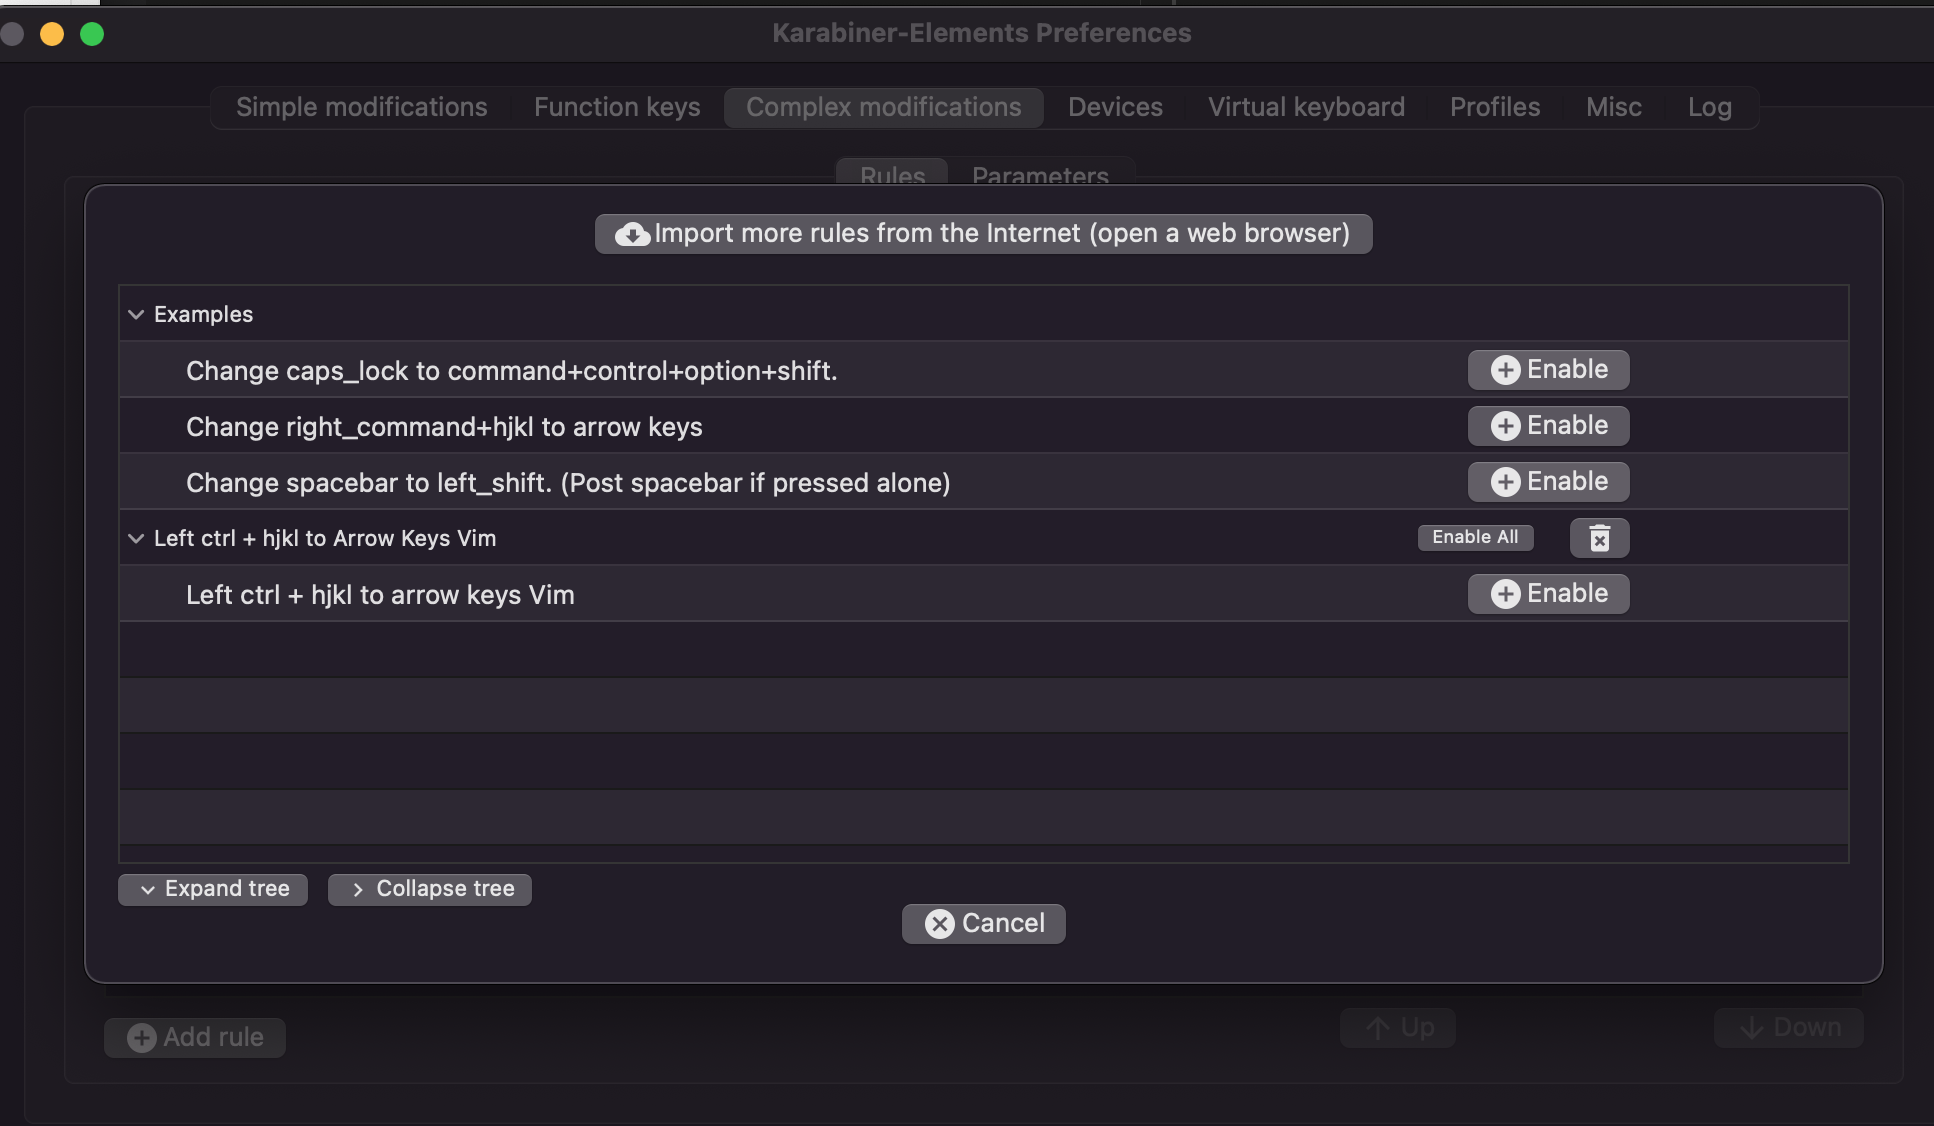 Karabiner-Elements Preferences
Simple modifications Function keys Complex modifications Devices Virtual keyboard Profiles Misc Log
Rules Parameters
Import more rules from the Internet (open a web browser)
Examples
Change caps_lock to command+control+option+shift. Enable
Change right_command+hjkl to arrow keys Enable
Change spacebar to left_shift. (Post spacebar if pressed alone) Enable
Left ctrl + hjkl to Arrow Keys Vim Enable All
Left ctrl + hjkl to arrow keys Vim Enable
Expand tree Collapse tree
Cancel
Add rule Up Down